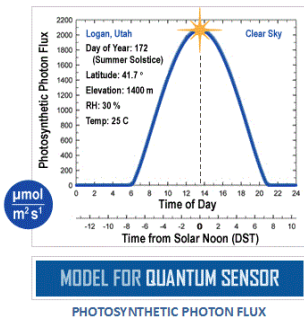 2200
2000
1800
1600
1400
1200
1000
800
600
400
200
0
Photosynthetic Photon Flux
Logan, Utah
Clear Sky
Day of Year: 172
(Summer Solstice)
Latitude: 41.7 °
Elevation: 1400 m
RH: 30 %
Temp: 25 C
µmol
m² s¹
0 2 4 6 8 10 12 14 16 18 20 22 24
Time of Day
-12 -10 -8 -6 -4 -2 0 2 4 6 8 10
Time from Solar Noon (DST)
MODEL FOR QUANTUM SENSOR
PHOTOSYNTHETIC PHOTON FLUX